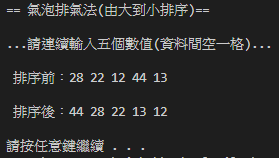 == 氣泡排氣法(由大到小排序)==
...請連續輸入五個數值(資料間空一格)...
排序前：28 22 12 44 13
排序後：44 28 22 13 12
請按任意鍵繼續 . . .